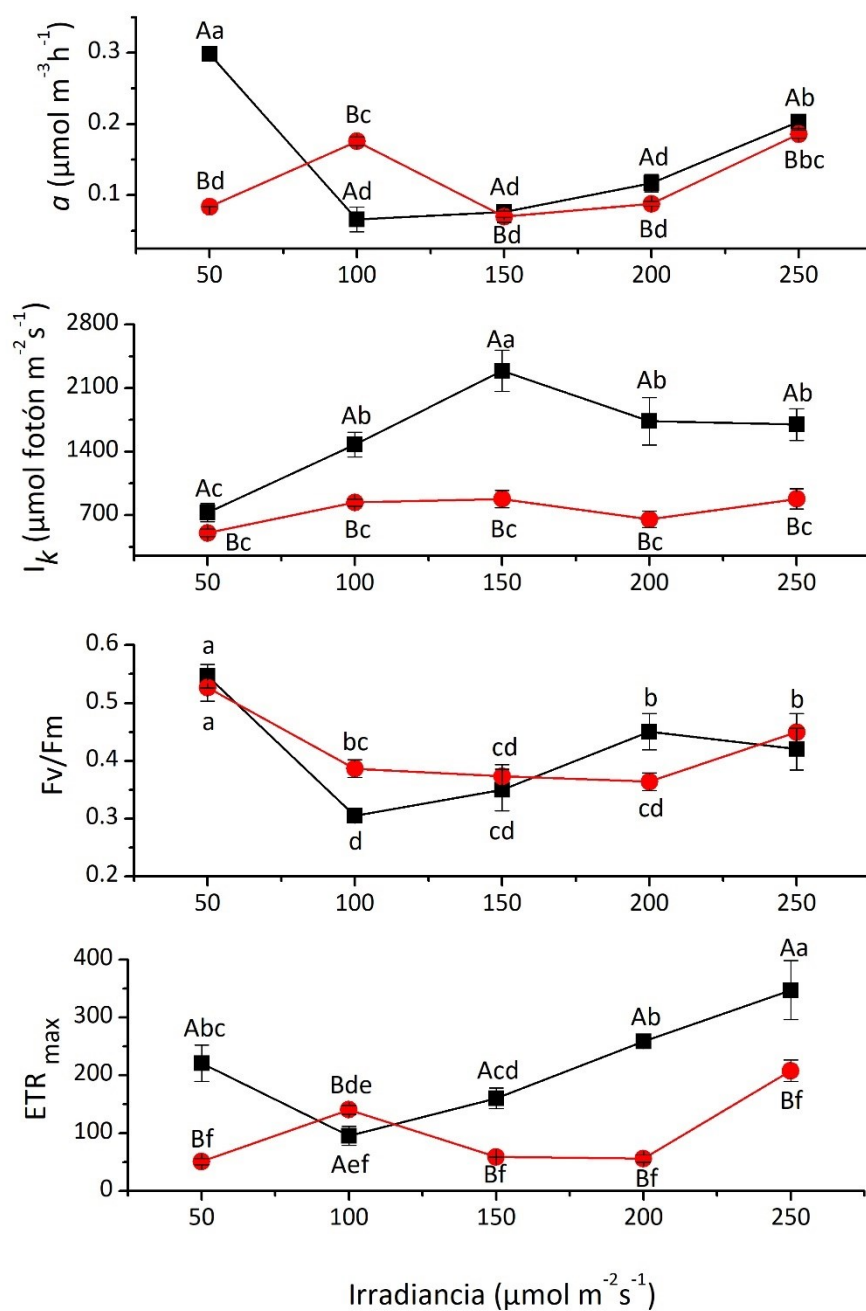 α (μmol m⁻³h⁻¹)
0.3
0.2
0.1
Aa
Bd
Bc
Ad
Ad
Bd
Ad
Bd
Ab
Bbc
50 100 150 200 250
I𝑘 (μmol fotón m⁻² s⁻¹)
2800
2100
1400
700
Ac
Bc
Ab
Bc
Aa
Bc
Ab
Bc
Ab
Bc
50 100 150 200 250
Fv/Fm
0.6
0.5
0.4
0.3
0.2
a
a
bc
d
cd
cd
b
cd
b
50 100 150 200 250
ETR max
400
300
200
100
0
Abc
Bf
Bde
Aef
Acd
Bf
Ab
Bf
Aa
Bf
50 100 150 200 250
Irradiancia (μmol m⁻²s⁻¹)